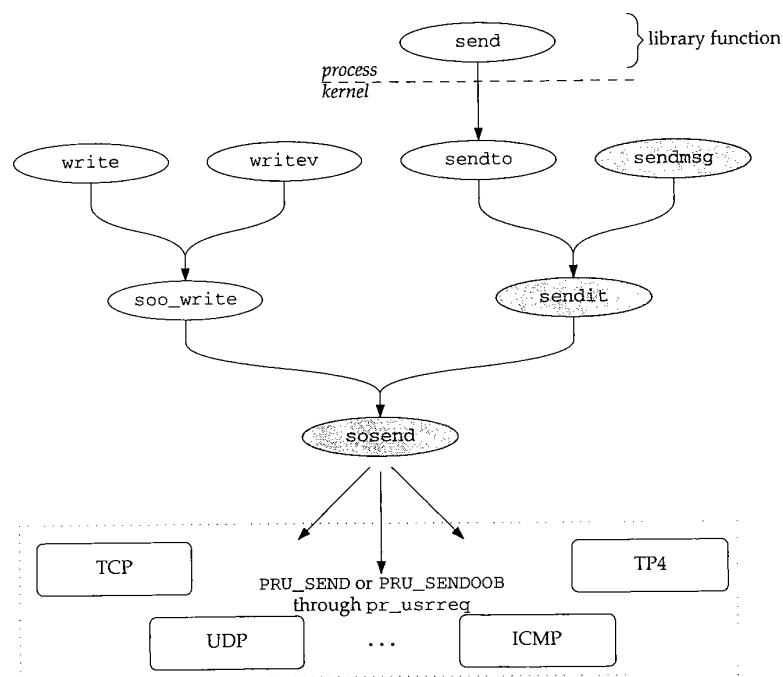 send
library function
process
kernel
write
writev
sendto
sendmsg
soo_write
sendit
sosend
TCP
TP4
PRU_SEND or PRU_SENDOOB
through pr_usrreq
UDP
...
ICMP